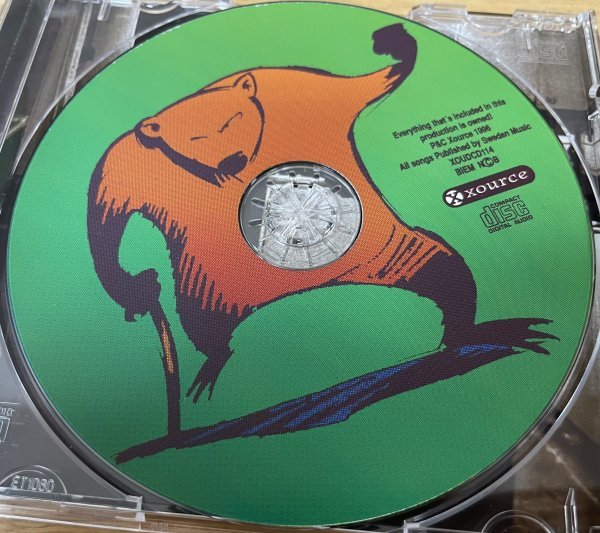 Everything that´s included in this
production is owned!
P&C Xource 1996
All songs Published by Sweden Music
XOUDCD114
BIEM NCB
X xource
COMPACT
disc
DIGITAL AUDIO
ET1060